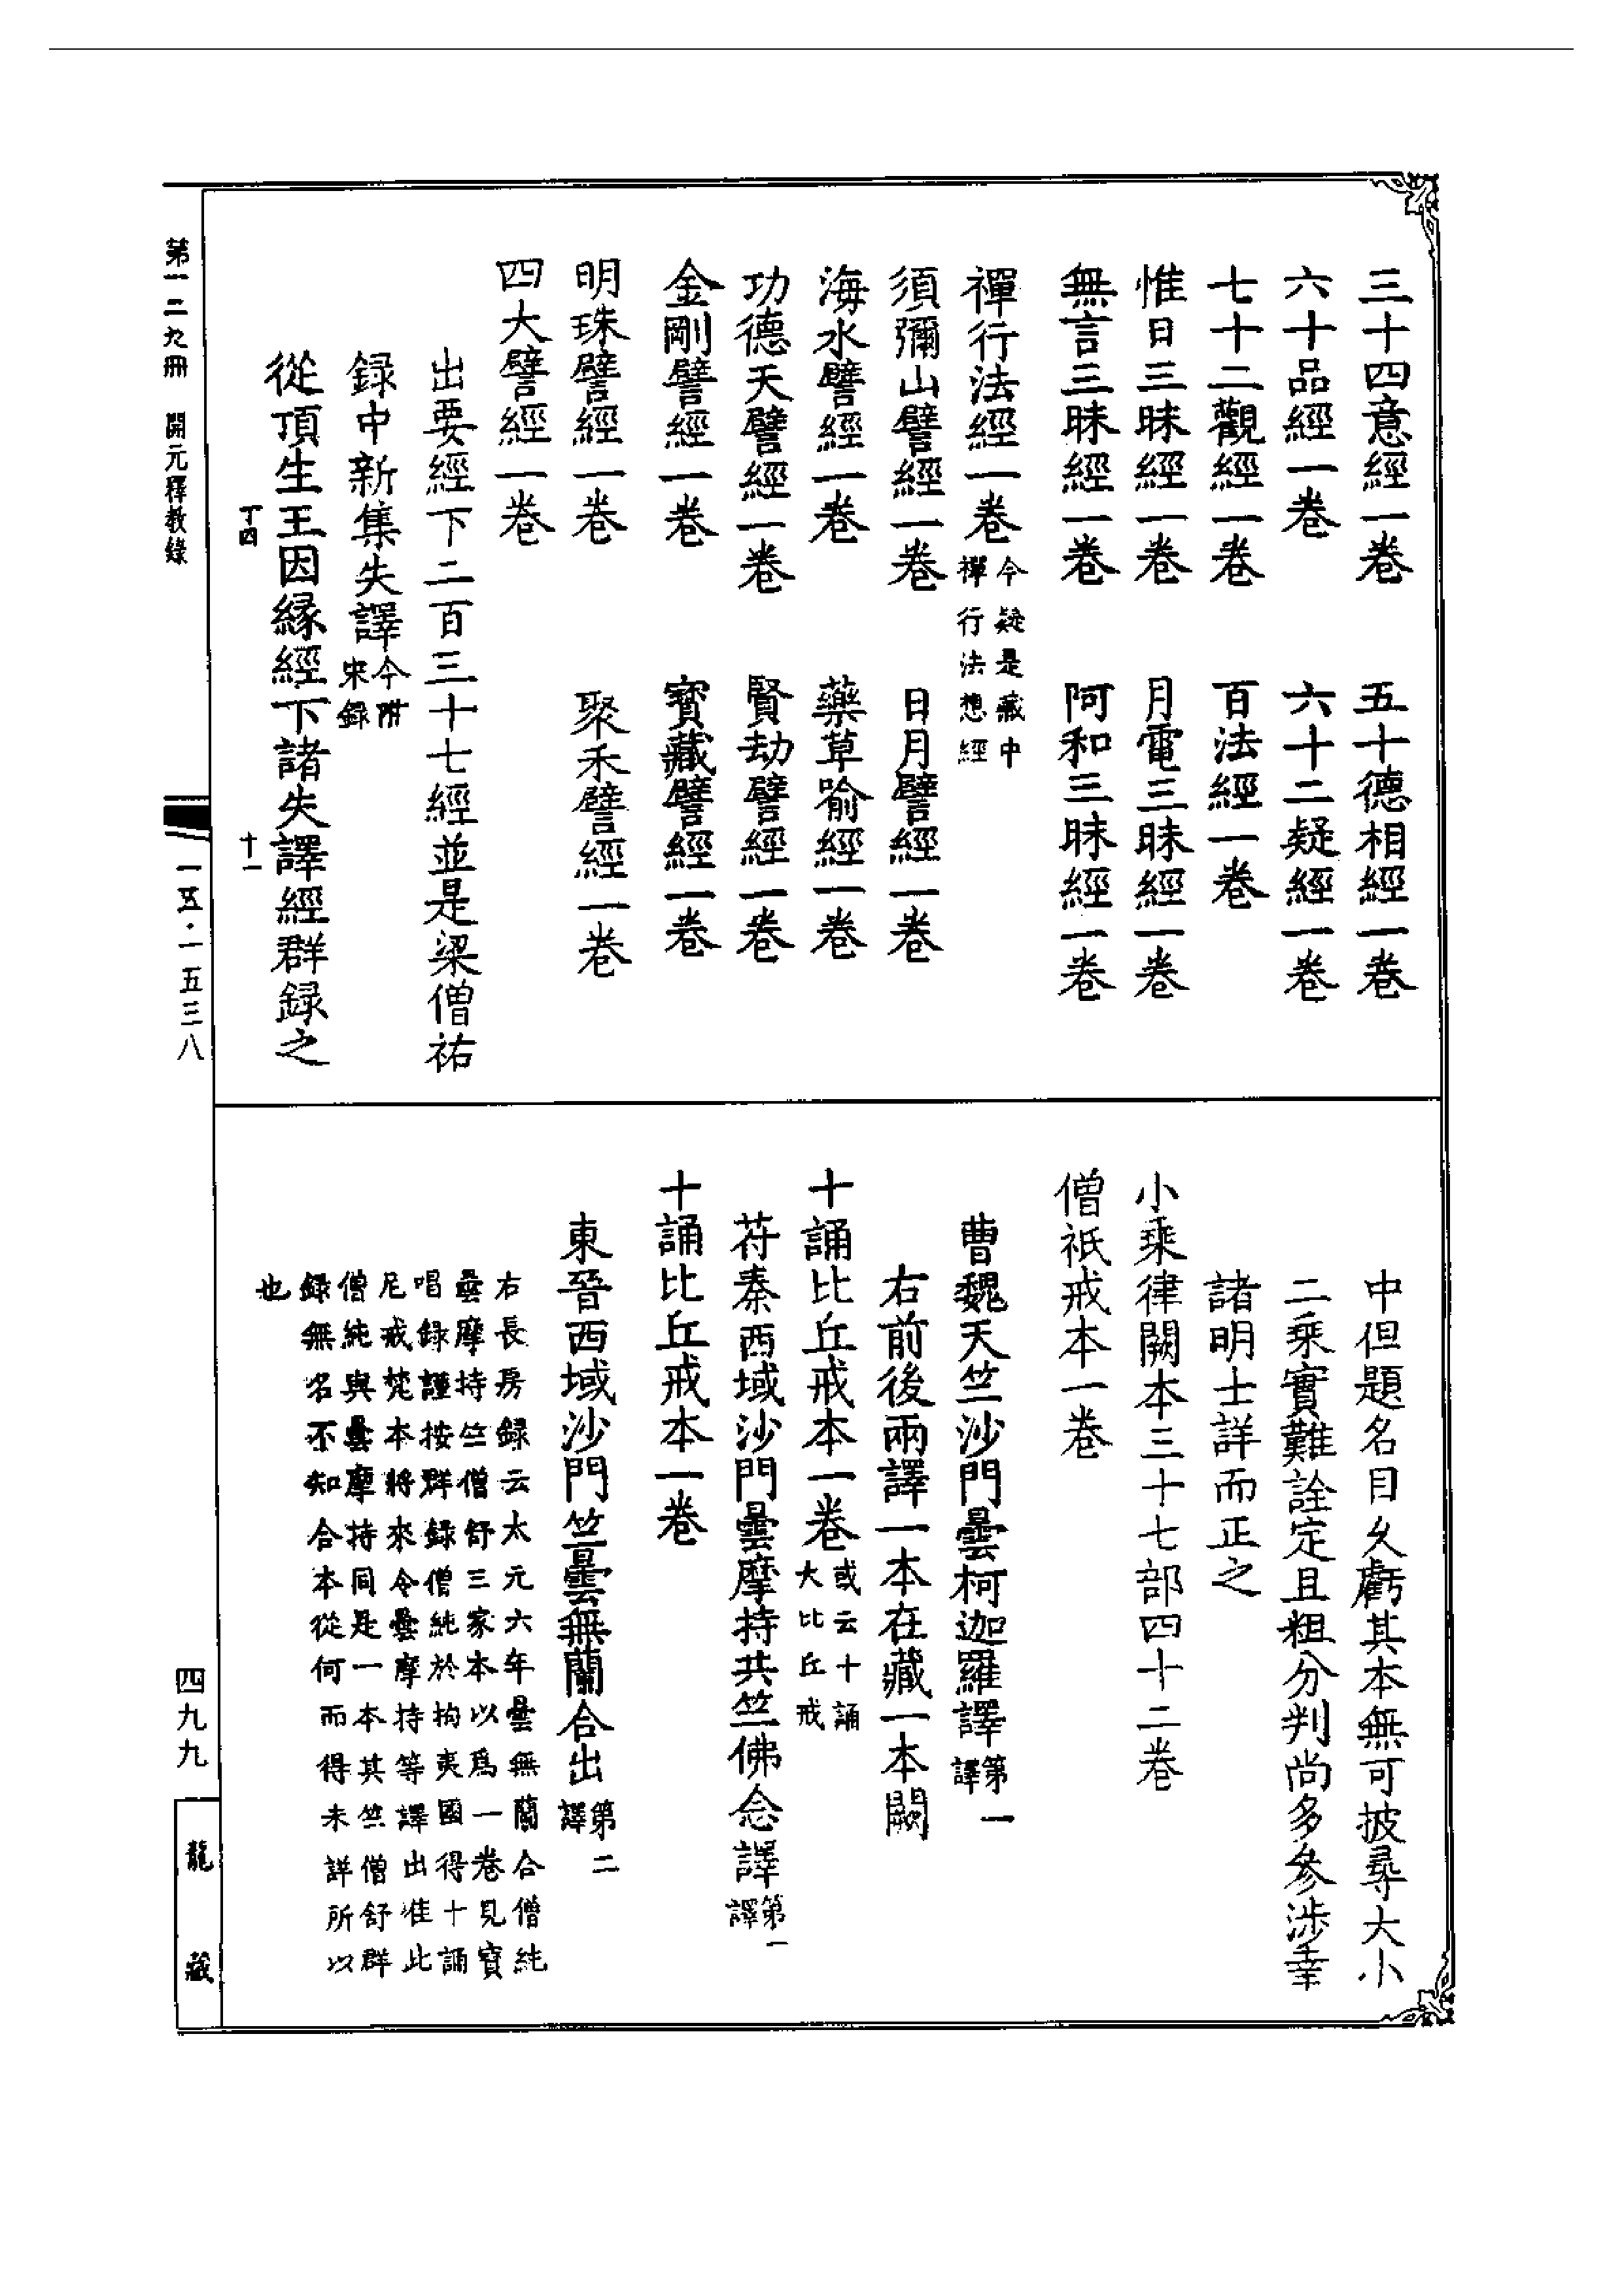 三十四意經一卷　五十德相經一卷
六十品經一卷　六十二疑經一卷
七十二觀經一卷　百法經一卷
惟日三昧經一卷　月電三昧經一卷
無言三昧經一卷　阿和三昧經一卷
禪行法經一卷今疑是藏中禪行法想經
須彌山譬經一卷　日月譬經一卷
海水譬經一卷　藥草喻經一卷
功德天譬經一卷　賢劫譬經一卷
金剛譬經一卷　寳藏譬經一卷
明珠譬經一卷　聚禾譬經一卷
四大譬經一卷
出要經下二百三十七經並是梁僧祐
録中新集失譯今附宋録
從頂生王因縁經下諸失譯經群録之
丁四　十一
中但題名目乆虧其本無可披尋大小
二乘實難詮定且粗分判尚多參涉幸
諸明士詳而正之
小乘律闕本三十七部四十二卷
僧祇戒本一卷
曹魏天竺沙門曇柯迦羅譯第一譯
右前後兩譯一本在藏一本闕
十誦比丘戒本一卷或云十誦大比丘戒
苻秦西域沙門曇摩持共竺佛念譯第一譯
十誦比丘戒本一卷
東晉西域沙門竺曇無蘭合出第二譯
右長房録云太元六年曇無蘭合僧純
曇摩持竺僧舒三家本以爲一卷見寳
唱録謹按群録僧純於拘夷國得十誦
尼戒梵本將來令曇摩持等譯出准此
僧純與曇摩持同是一本其竺僧舒群
録無名不知合本從何而得未詳所以
也
第一二九冊　開元釋教錄
一五·一五三八
四九九
龍藏